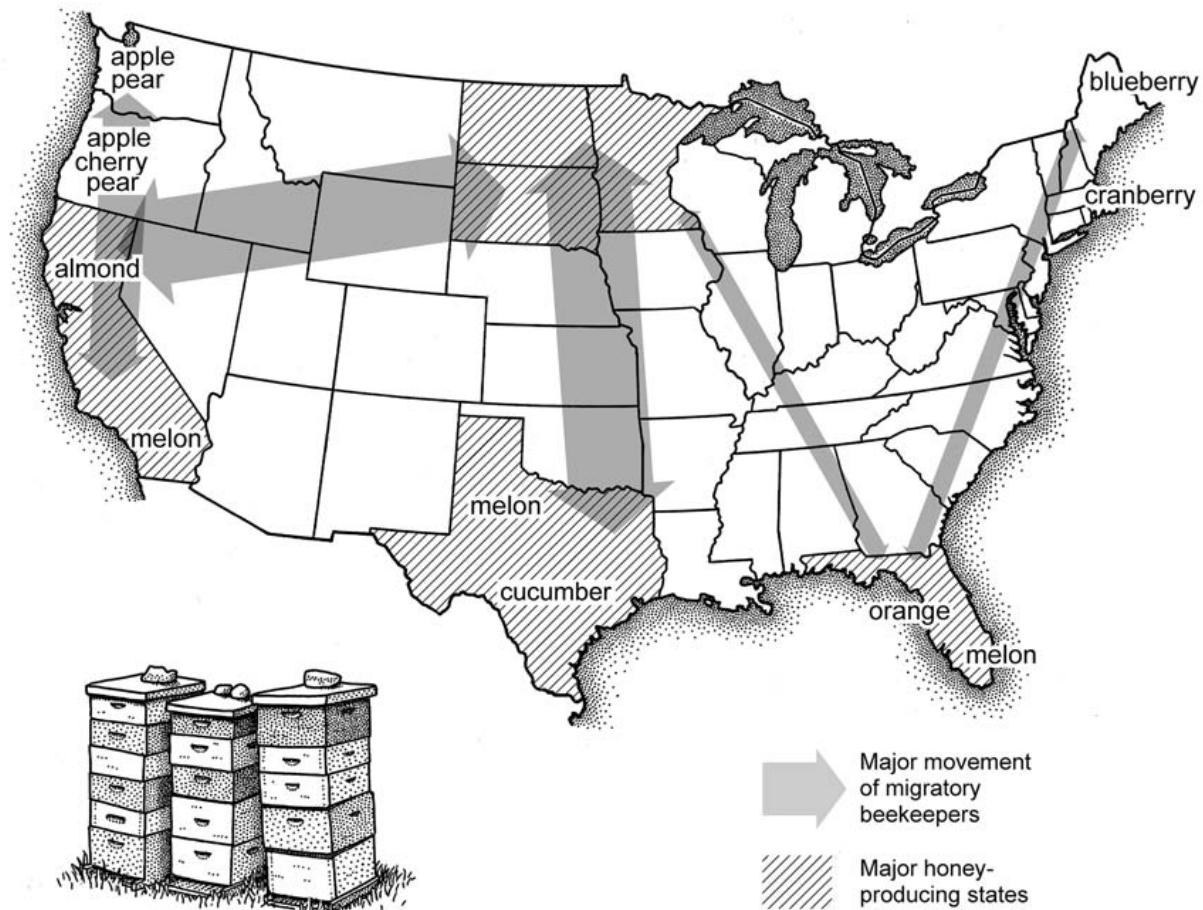 apple
pear
apple
cherry
pear
almond
melon
melon
cucumber
blueberry
cranberry
orange
melon
Major movement
of migratory
beekeepers
Major honey-
producing states